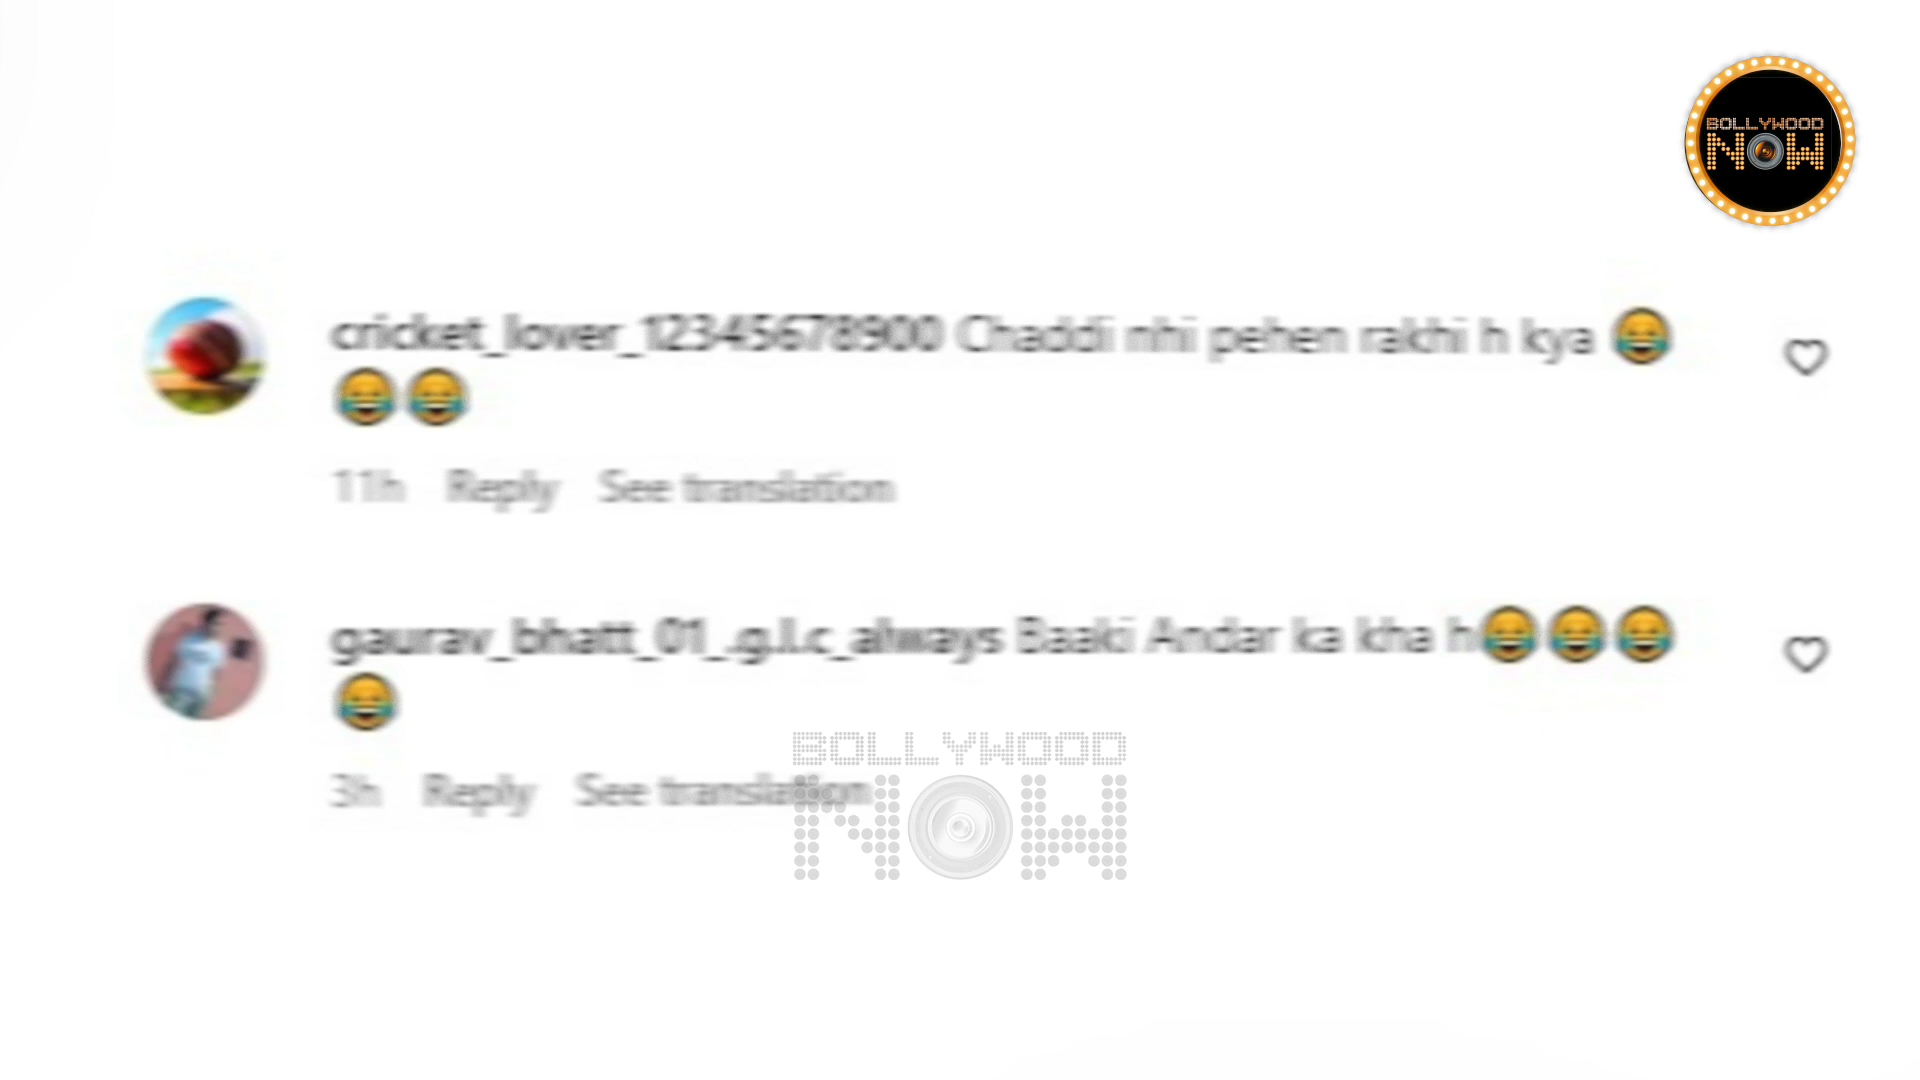 BOLLYWOOD
NOW
cricket_lover_12345678900 Chaddi nhi pehen rakhi h kya 😂
😂😂
11h Reply See translation
gaurav_bhatt_01_.g.l.c_always Baaki Andar ka kha h😂😂😂
😂
3h Reply See translation
BOLLYWOOD
NOW